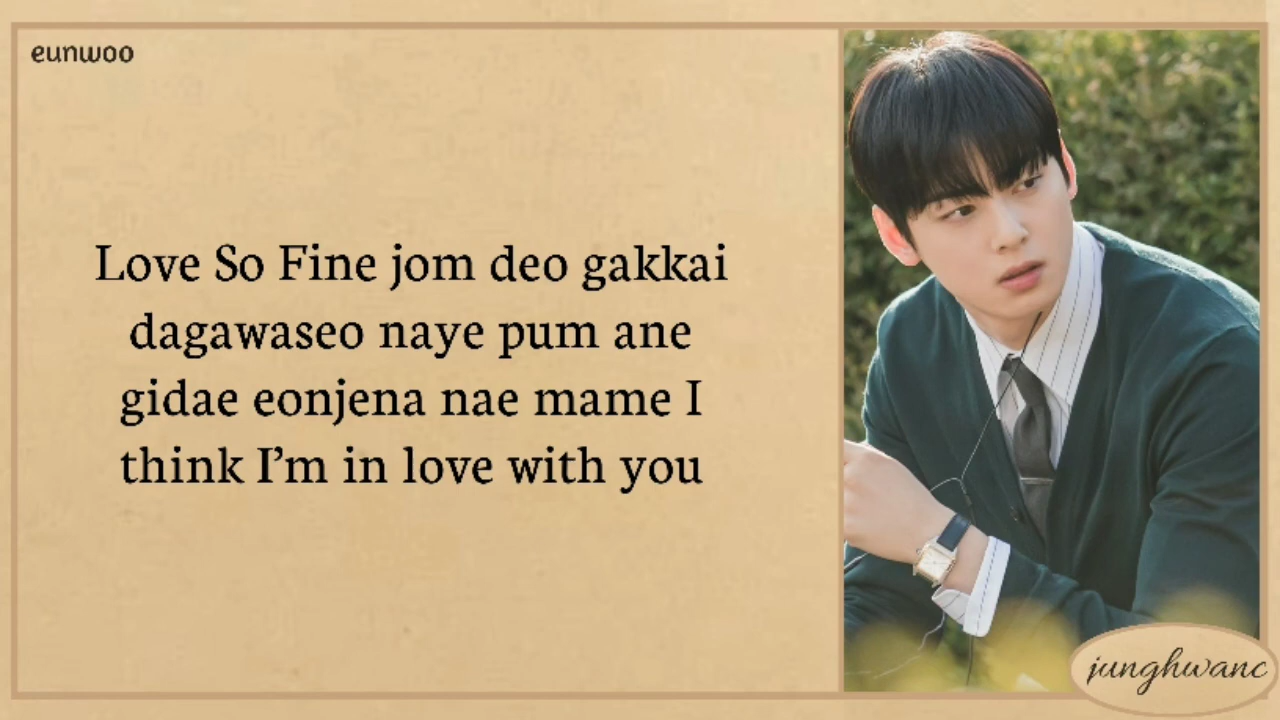 eunwoo
Love So Fine jom deo gakkai
dagawaseo naye pum ane
gidae eonjena nae mame I
think I’m in love with you
junghwanc